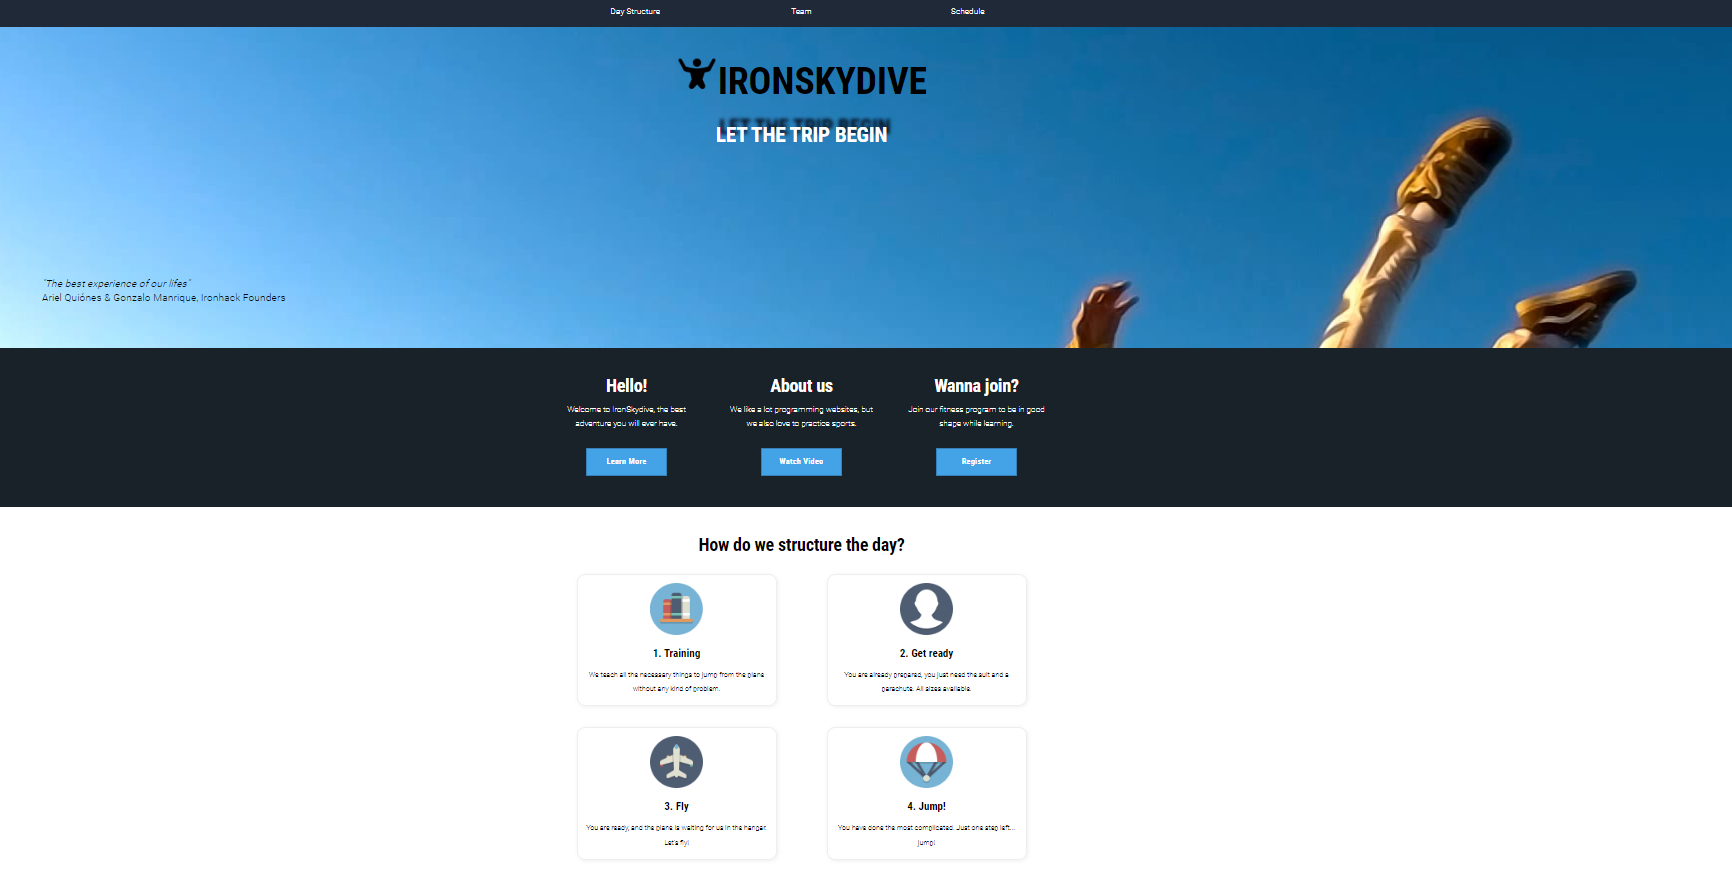 Day Structure Team Schedule
IRONSKYDIVE
LET THE TRIP BEGIN
"The best experience of our lifes"
Ariel Quiónes & Gonzalo Manrique, Ironhack Founders
Hello!
Welcome to IronSkydive, the best
adventure you will ever have.
Learn More
About us
We like a lot programming websites, but
we also love to practice sports.
Watch Video
Wanna join?
Join our fitness program to be in good
shape while learning.
Register
How do we structure the day?
1. Training
We teach all the necessary things to jump from the plane
without any kind of problem.
2. Get ready
You are already prepared, you just need the suit and a
parachute. All sizes available.
3. Fly
You are ready, and the plane is waiting for us in the hangar.
Let's fly!
4. Jump!
You have done the most complicated. Just one step left...
jump!